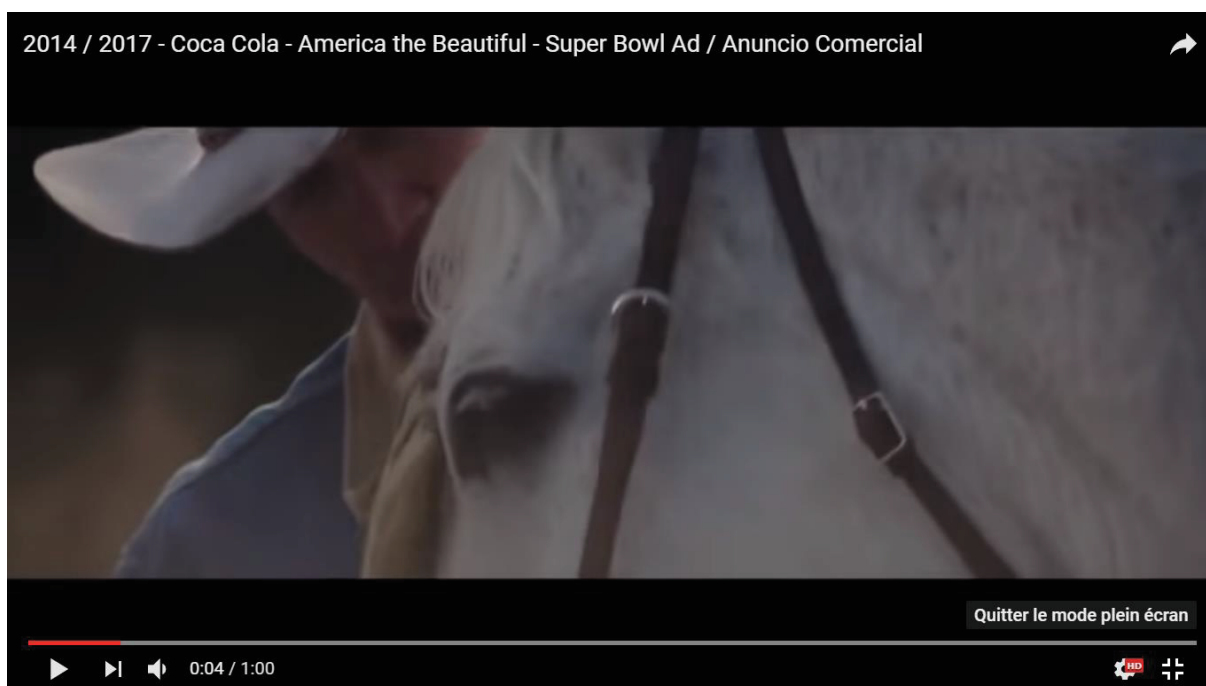 2014 / 2017 - Coca Cola - America the Beautiful - Super Bowl Ad / Anuncio Comercial
Quitter le mode plein écran
0:04 / 1:00
HD